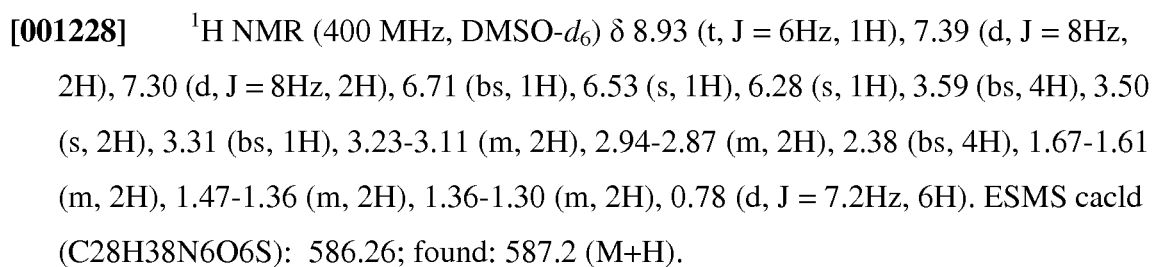 [001228] ¹H NMR (400 MHz, DMSO-d₆) δ 8.93 (t, J = 6Hz, 1H), 7.39 (d, J = 8Hz,
2H), 7.30 (d, J = 8Hz, 2H), 6.71 (bs, 1H), 6.53 (s, 1H), 6.28 (s, 1H), 3.59 (bs, 4H), 3.50
(s, 2H), 3.31 (bs, 1H), 3.23-3.11 (m, 2H), 2.94-2.87 (m, 2H), 2.38 (bs, 4H), 1.67-1.61
(m, 2H), 1.47-1.36 (m, 2H), 1.36-1.30 (m, 2H), 0.78 (d, J = 7.2Hz, 6H). ESMS cacld
(C28H38N6O6S): 586.26; found: 587.2 (M+H).